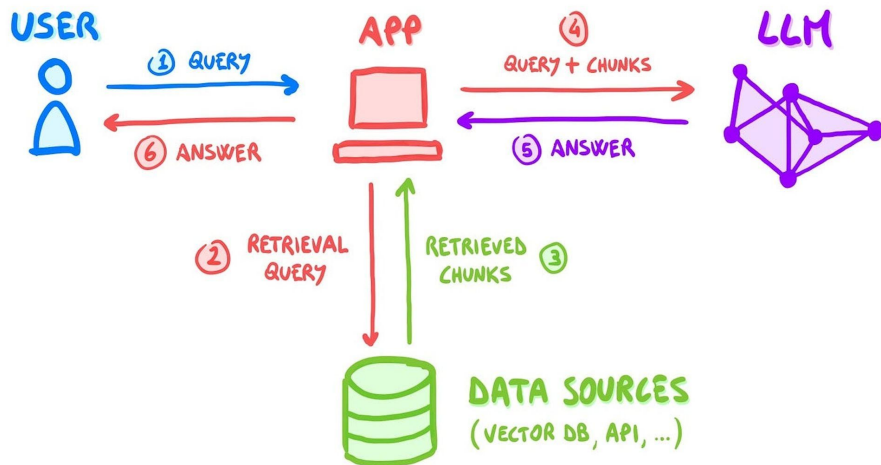 USER
APP
LLM
1 QUERY
4
QUERY + CHUNKS
6 ANSWER
5 ANSWER
2 RETRIEVAL
QUERY
RETRIEVED
CHUNKS 3
DATA SOURCES
(VECTOR DB, API, ...)